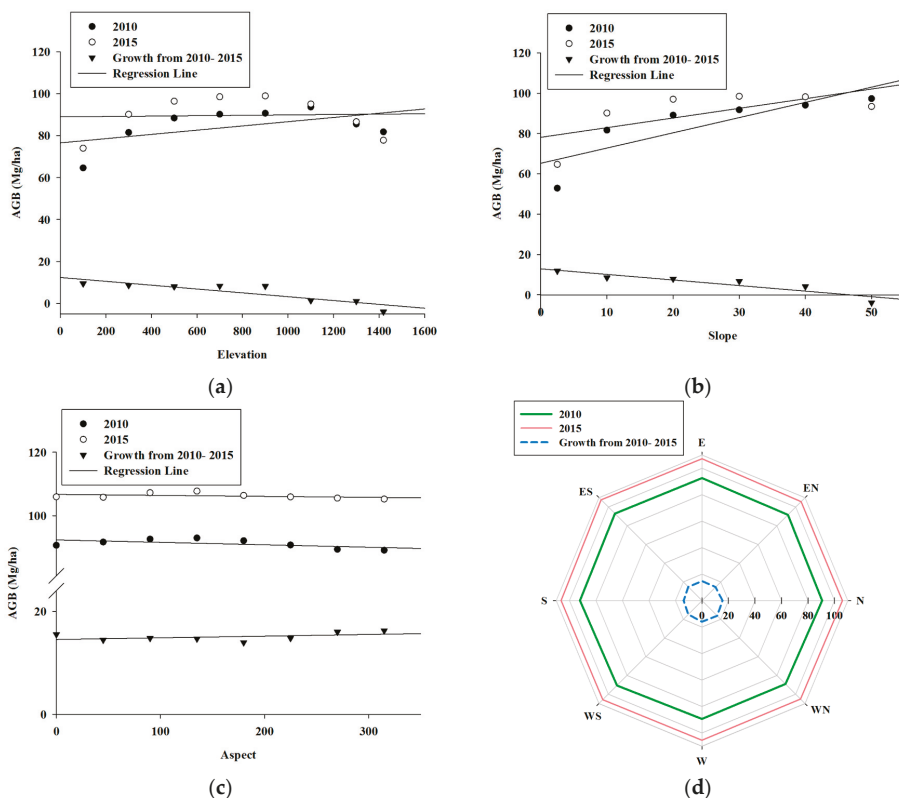 2010
2015
Growth from 2010- 2015
Regression Line
120
100
80
60
40
20
0
AGB (Mg/ha)
0 200 400 600 800 1000 1200 1400 1600
Elevation
(a)
2010
2015
Growth from 2010- 2015
Regression Line
120
100
80
60
40
20
0
AGB (Mg/ha)
0 10 20 30 40 50
Slope
(b)
2010
2015
Growth from 2010- 2015
Regression Line
120
100
20
0
AGB (Mg/ha)
0 100 200 300
Aspect
(c)
2010
2015
Growth from 2010- 2015
E
ES EN
S 0 20 40 60 80 100 N
WS WN
W
(d)